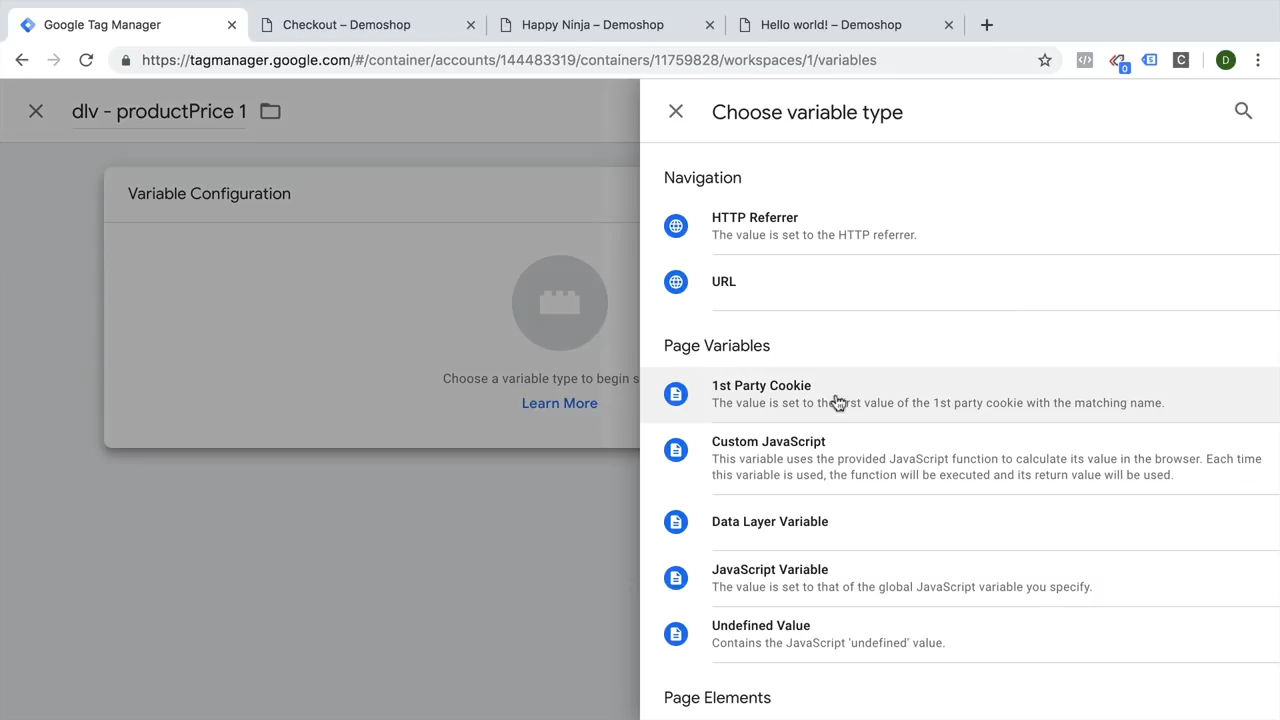 Google Tag Manager
Checkout – Demoshop
Happy Ninja – Demoshop
Hello world! – Demoshop
https://tagmanager.google.com/#/container/accounts/144483319/containers/11759828/workspaces/1/variables
0
C
D
dlv - productPrice 1
Choose variable type
Variable Configuration
Choose a variable type to begin s
Learn More
Navigation
HTTP Referrer
The value is set to the HTTP referrer.
URL
Page Variables
1st Party Cookie
The value is set to the first value of the 1st party cookie with the matching name.
Custom JavaScript
This variable uses the provided JavaScript function to calculate its value in the browser. Each time
this variable is used, the function will be executed and its return value will be used.
Data Layer Variable
JavaScript Variable
The value is set to that of the global JavaScript variable you specify.
Undefined Value
Contains the JavaScript 'undefined' value.
Page Elements